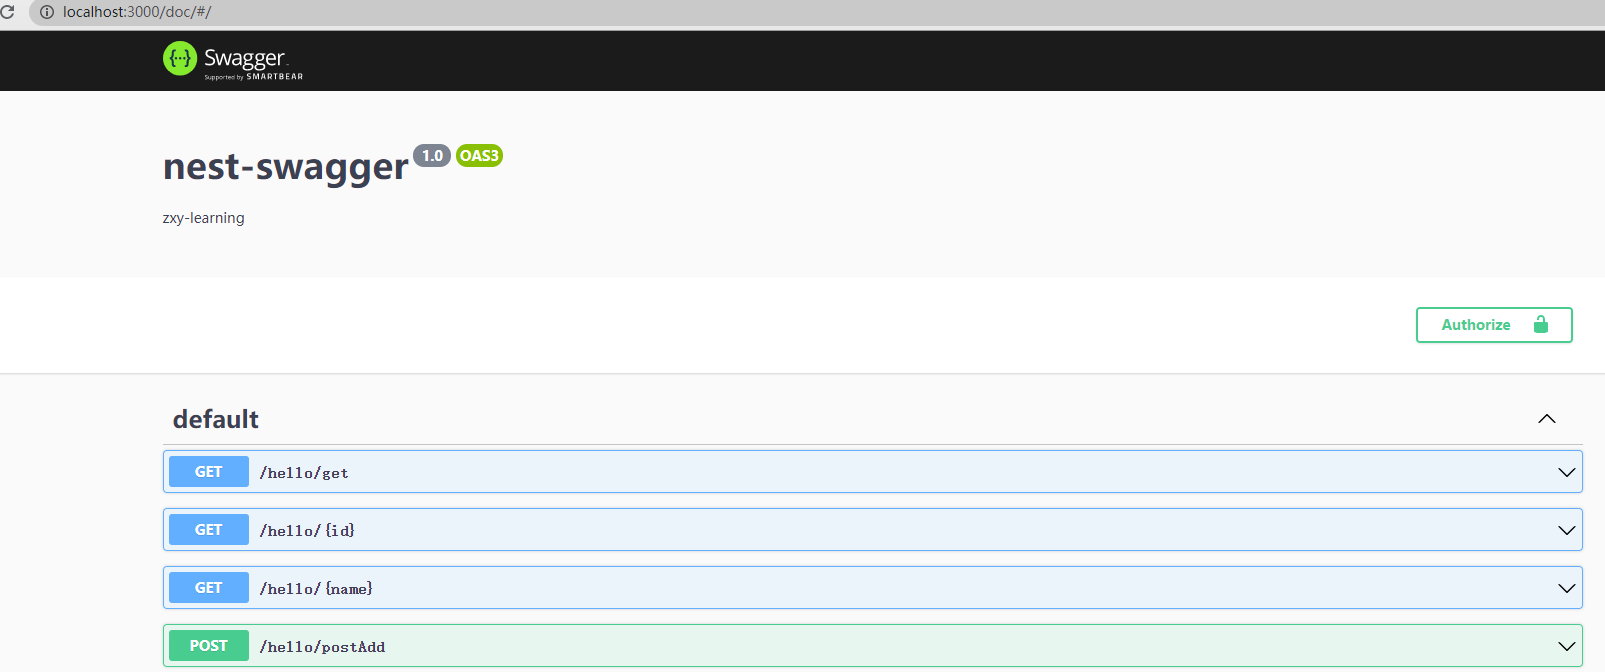 localhost:3000/doc/#/
Swagger
Supported by SMARTBEAR
nest-swagger 1.0 OAS3
zxy-learning
Authorize
default
GET /hello/get
GET /hello/{id}
GET /hello/{name}
POST /hello/postAdd